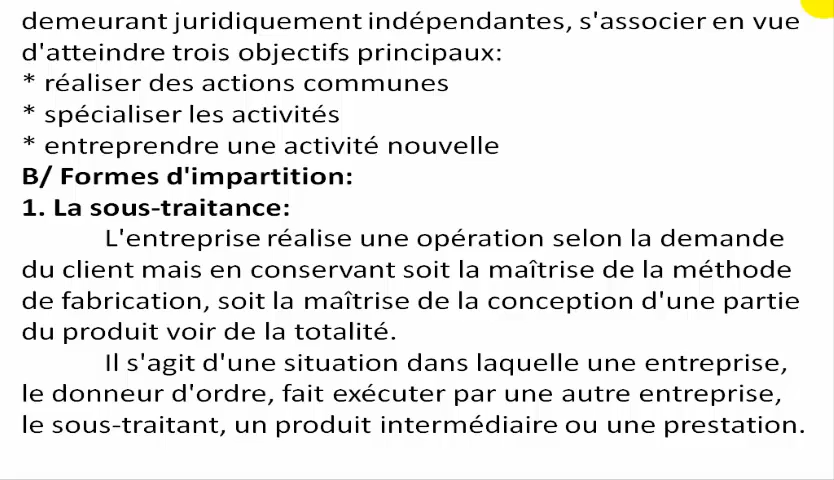 demeurant juridiquement indépendantes, s'associer en vue
d'atteindre trois objectifs principaux:
* réaliser des actions communes
* spécialiser les activités
* entreprendre une activité nouvelle
B/ Formes d'impartition:
1. La sous-traitance:
L'entreprise réalise une opération selon la demande
du client mais en conservant soit la maîtrise de la méthode
de fabrication, soit la maîtrise de la conception d'une partie
du produit voir de la totalité.
Il s'agit d'une situation dans laquelle une entreprise,
le donneur d'ordre, fait exécuter par une autre entreprise,
le sous-traitant, un produit intermédiaire ou une prestation.